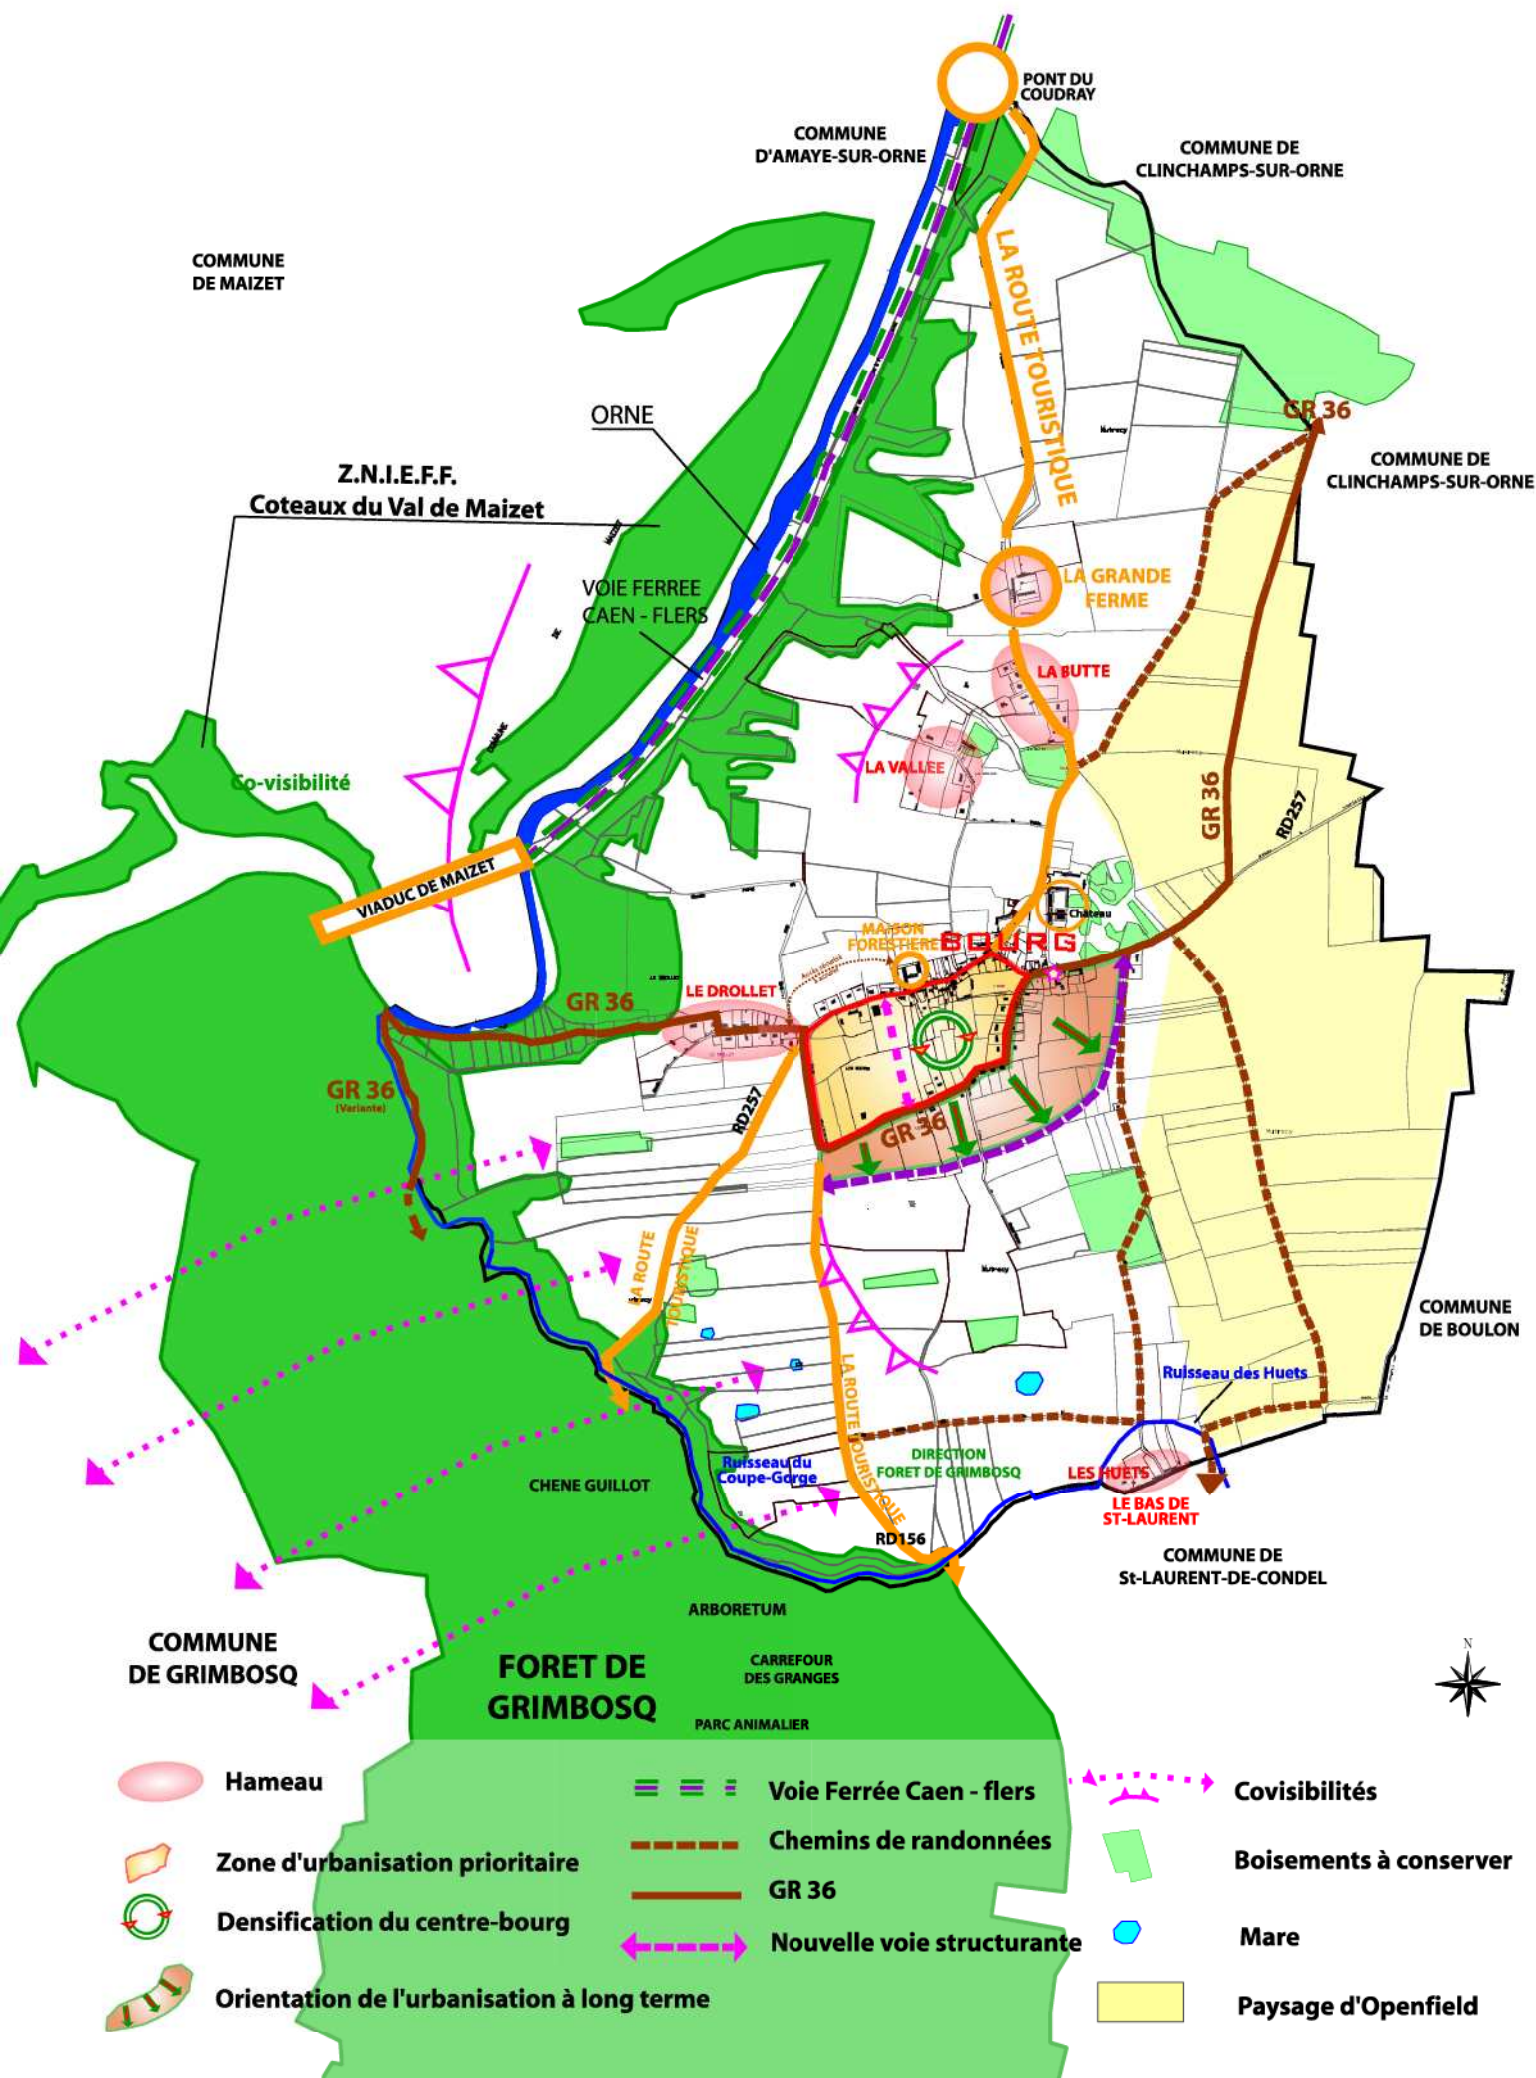 PONT DU
COUDRAY
COMMUNE
D'AMAYE-SUR-ORNE
COMMUNE DE
CLINCHAMPS-SUR-ORNE
COMMUNE
DE MAIZET
LA ROUTE TOURISTIQUE
ORNE
GR 36
COMMUNE DE
CLINCHAMPS-SUR-ORNE
Z.N.I.E.F.F.
Coteaux du Val de Maizet
VOIE FERREE
CAEN - FLERS
LA GRANDE
FERME
LA BUTTE
LA VALLEE
Co-visibilité
GR 36
RD257
VIADUC DE MAIZET
Château
MAISON
FORESTIERE
BOURG
LE DROLLET
GR 36
GR 36
(Variante)
RD257
GR 36
LA ROUTE
TOURISTIQUE
COMMUNE
DE BOULON
Ruisseau des Huets
LA ROUTE TOURISTIQUE
DIRECTION
FORET DE GRIMBOSQ
Ruisseau du
Coupe-Gorge
CHENE GUILLOT
LES HUETS
LE BAS DE
ST-LAURENT
RD156
COMMUNE DE
St-LAURENT-DE-CONDEL
ARBORETUM
COMMUNE
DE GRIMBOSQ
FORET DE
GRIMBOSQ
CARREFOUR
DES GRANGES
PARC ANIMALIER
N
Hameau
Zone d'urbanisation prioritaire
Densification du centre-bourg
Orientation de l'urbanisation à long terme
Voie Ferrée Caen - flers
Chemins de randonnées
GR 36
Nouvelle voie structurante
Covisibilités
Boisements à conserver
Mare
Paysage d'Openfield